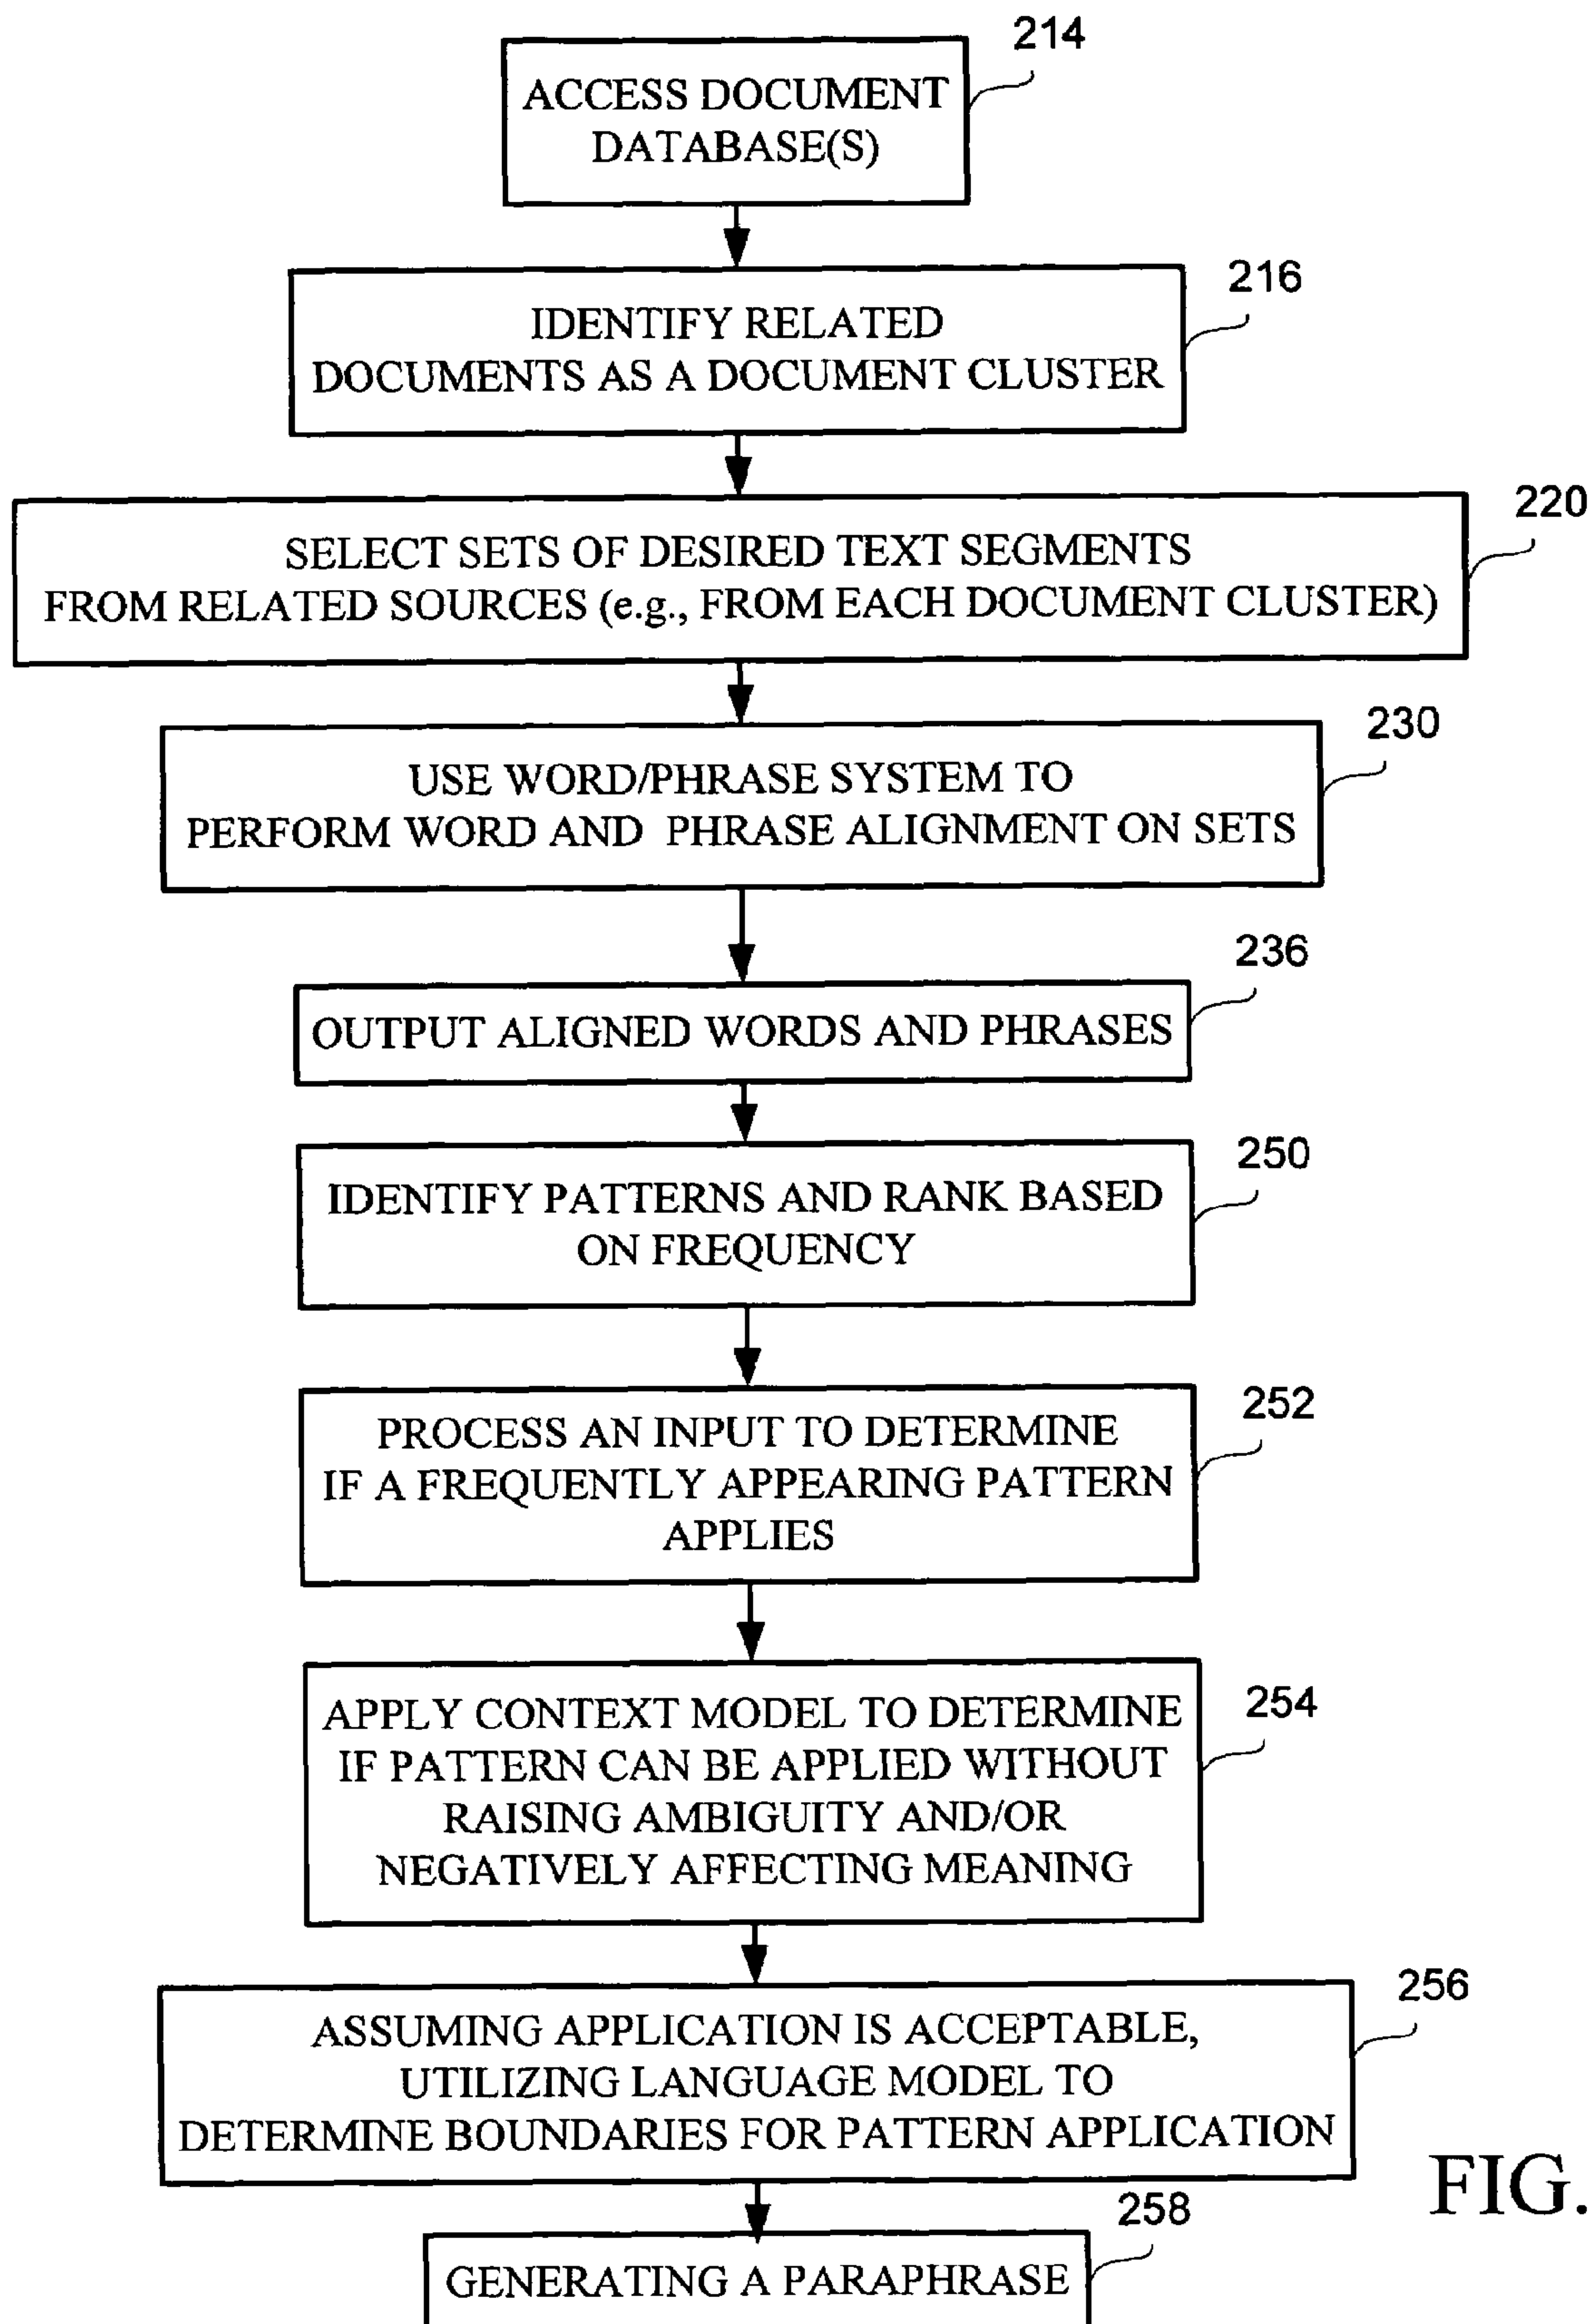 214
ACCESS DOCUMENT
DATABASE(S)
216
IDENTIFY RELATED
DOCUMENTS AS A DOCUMENT CLUSTER
220
SELECT SETS OF DESIRED TEXT SEGMENTS
FROM RELATED SOURCES (e.g., FROM EACH DOCUMENT CLUSTER)
230
USE WORD/PHRASE SYSTEM TO
PERFORM WORD AND PHRASE ALIGNMENT ON SETS
236
OUTPUT ALIGNED WORDS AND PHRASES
250
IDENTIFY PATTERNS AND RANK BASED
ON FREQUENCY
252
PROCESS AN INPUT TO DETERMINE
IF A FREQUENTLY APPEARING PATTERN
APPLIES
254
APPLY CONTEXT MODEL TO DETERMINE
IF PATTERN CAN BE APPLIED WITHOUT
RAISING AMBIGUITY AND/OR
NEGATIVELY AFFECTING MEANING
256
ASSUMING APPLICATION IS ACCEPTABLE,
UTILIZING LANGUAGE MODEL TO
DETERMINE BOUNDARIES FOR PATTERN APPLICATION
FIG.
258
GENERATING A PARAPHRASE